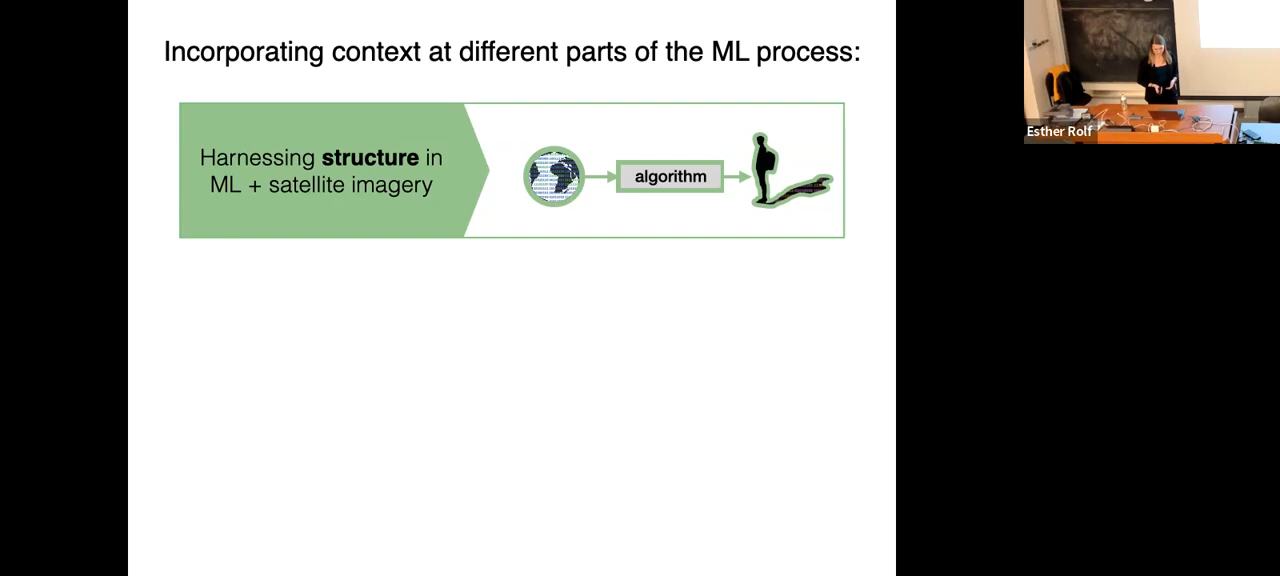 Incorporating context at different parts of the ML process:
Harnessing structure in
ML + satellite imagery
algorithm
Esther Rolf